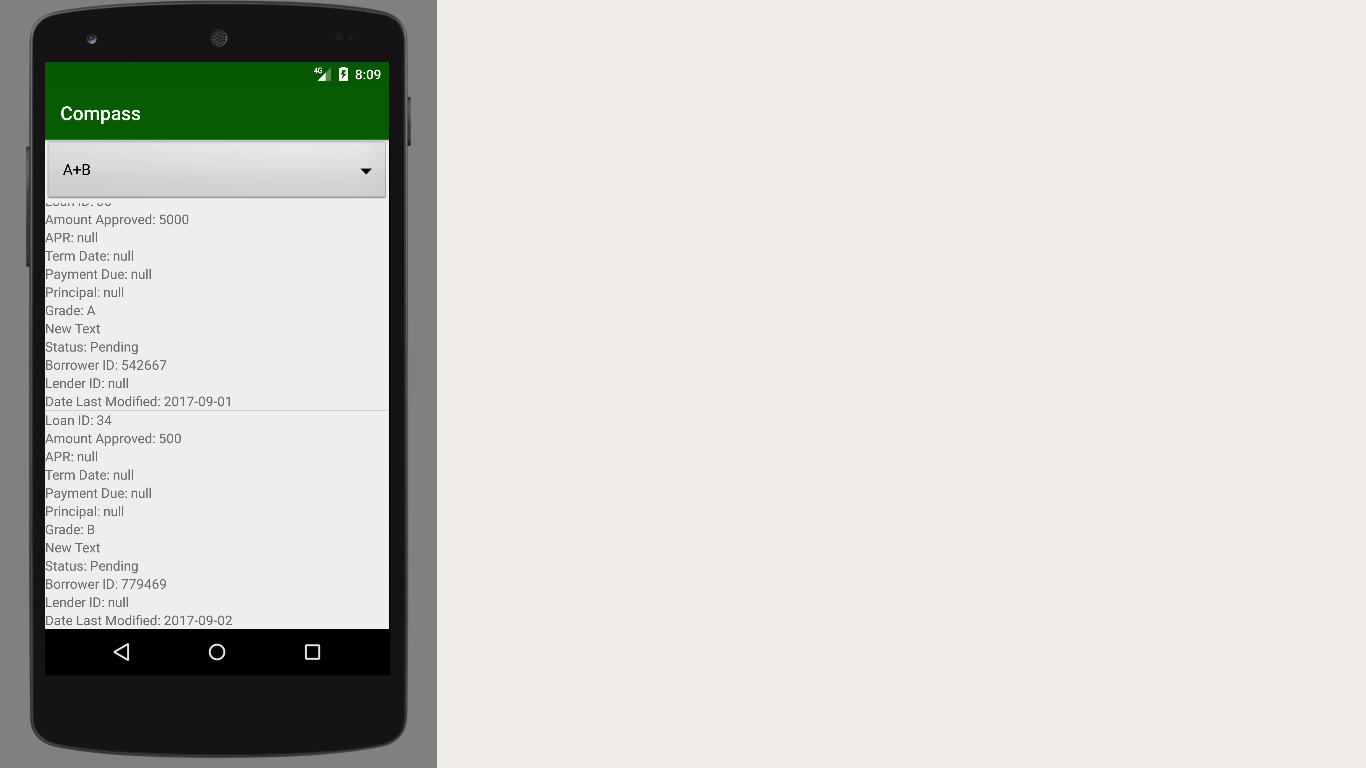 4G 8:09
Compass
A+B
Loan ID:
Amount Approved: 5000
APR: null
Term Date: null
Payment Due: null
Principal: null
Grade: A
New Text
Status: Pending
Borrower ID: 542667
Lender ID: null
Date Last Modified: 2017-09-01
Loan ID: 34
Amount Approved: 500
APR: null
Term Date: null
Payment Due: null
Principal: null
Grade: B
New Text
Status: Pending
Borrower ID: 779469
Lender ID: null
Date Last Modified: 2017-09-02